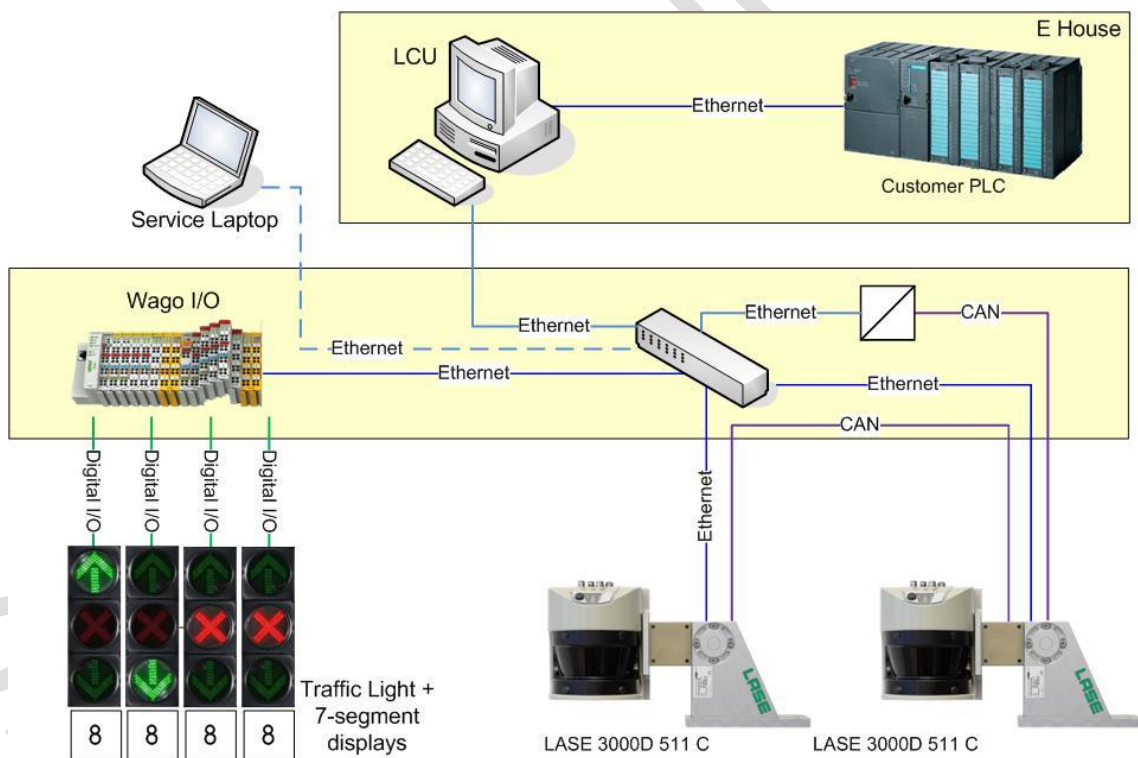 E House
LCU
Ethernet
Customer PLC
Service Laptop
Wago I/O
Ethernet
Ethernet
CAN
Ethernet
Ethernet
Ethernet
CAN
Ethernet
Digital I/O
Digital I/O
Digital I/O
Digital I/O
Traffic Light +
7-segment
displays
8
8
8
8
LASE
LASE
LASE 3000D 511 C
LASE 3000D 511 C